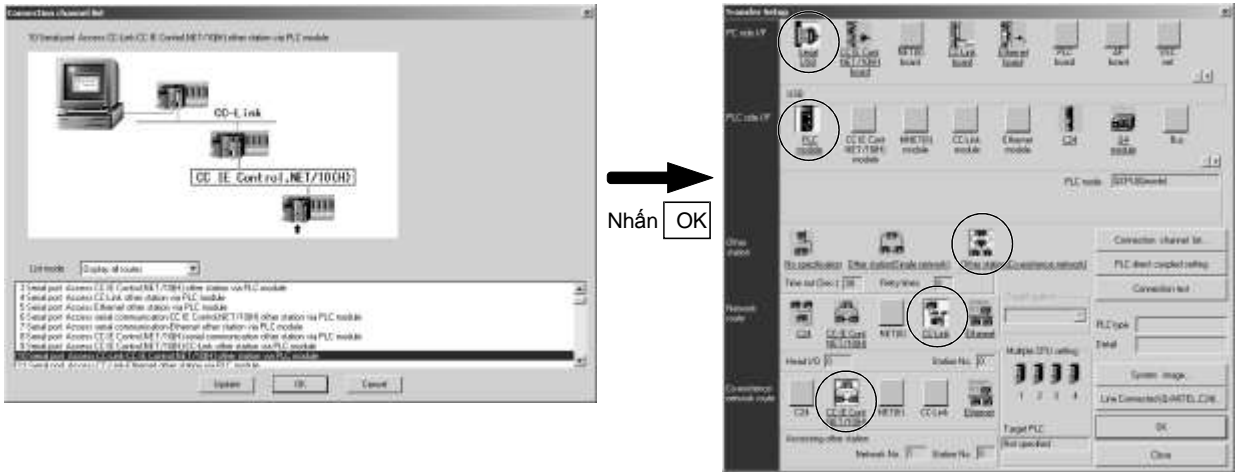 Connection channel list
10 Serial port Access CC-Link-CC IE Control,NET/10(H) other station via PLC module
CC-Link
CC IE Control,NET/10(H)
List mode
Display all routes
3 Serial port Access CC IE Control,NET/10(H) other station via PLC module
4 Serial port Access CC-Link other station via PLC module
5 Serial port Access Ethernet other station via PLC module
6 Serial port Access serial communication-CC IE Control,NET/10(H) other station via PLC module
7 Serial port Access serial communication-Ethernet other station via PLC module
8 Serial port Access CC IE Control,NET/10(H)-serial communication other station via PLC module
9 Serial port Access CC IE Control,NET/10(H)-CC-Link other station via PLC module
10 Serial port Access CC-Link-CC IE Control,NET/10(H) other station via PLC module
11 Serial port Access CC-Link-Ethernet other station via PLC module
Update
OK
Cancel
Nhấn OK
Transfer Setup
PC side I/F
Serial USB
CC IE Cont NET/10(H) board
NET(II) board
CC-Link board
Ethernet board
PLC board
AF board
SSC net
USB
PLC side I/F
PLC module
CC IE Cont NET/10(H) module
MNET(II) module
CC-Link module
Ethernet module
C24
G4 module
Bus
PLC mode
QCPU(Qmode)
Other station
No specification
Other station(Single network)
Other station(Co-existence network)
Time out (Sec.)
Retry times
Network route
C24
CC IE Cont NET/10(H)
NET(II)
CC-Link
Ethernet
Head I/O 0
Station No. 0
Co-existence network route
C24
CC IE Cont NET/10(H)
NET(II)
CC-Link
Ethernet
Accessing other station
Network No. 1
Station No.
Multiple CPU setting
1 2 3 4
Target PLC
Not specified
Connection channel list...
PLC direct coupled setting
Connection test
PLC type
Detail
System image...
Line Connected (Q/A6TEL,C24)...
OK
Close